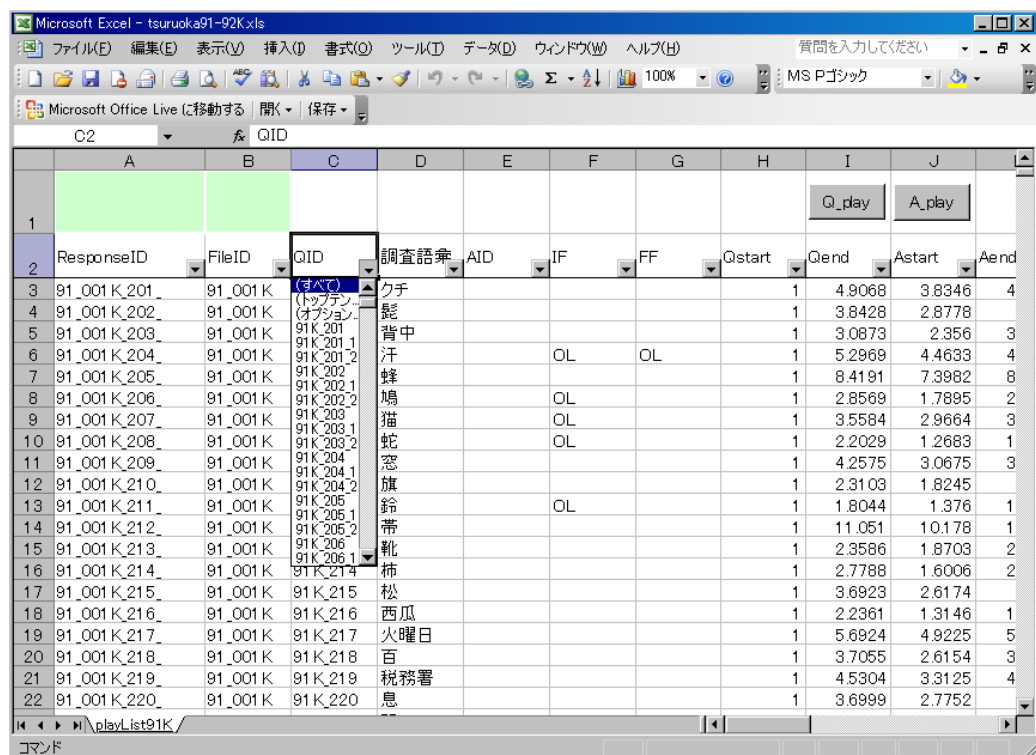 Microsoft Excel - tsuruoka91-92K.xls
ファイル(F) 編集(E) 表示(V) 挿入(I) 書式(O) ツール(T) データ(D) ウィンドウ(W) ヘルプ(H) 質問を入力してください
100% MS Pゴシック
Microsoft Office Live に移動する 開く 保存
C2 fx QID
A B C D E F G H I J
1 Q_play A_play
2 ResponseID FileID QID 調査語彙 AID IF FF Qstart Qend Astart Aend
(すべて)
(トップテン...
(オプション...
91K_201
91K_201_1
91K_201_2
91K_202
91K_202_1
91K_202_2
91K_203
91K_203_1
91K_203_2
91K_204
91K_204_1
91K_204_2
91K_205
91K_205_1
91K_205_2
91K_206
91K_206_1
3 91_001K_201_ 91_001K クチ 1 4.9068 3.8346 4
4 91_001K_202_ 91_001K 髭 1 3.8428 2.8778
5 91_001K_203_ 91_001K 背中 1 3.0873 2.356 3
6 91_001K_204_ 91_001K 汗 OL OL 1 5.2969 4.4633 4
7 91_001K_205_ 91_001K 蜂 1 8.4191 7.3982 8
8 91_001K_206_ 91_001K 鳩 OL 1 2.8569 1.7895 2
9 91_001K_207_ 91_001K 猫 OL 1 3.5584 2.9664 3
10 91_001K_208_ 91_001K 蛇 OL 1 2.2029 1.2683 1
11 91_001K_209_ 91_001K 窓 1 4.2575 3.0675 3
12 91_001K_210_ 91_001K 旗 1 2.3103 1.8245
13 91_001K_211_ 91_001K 鈴 OL 1 1.8044 1.376 1
14 91_001K_212_ 91_001K 帯 1 11.051 10.178 1
15 91_001K_213_ 91_001K 靴 1 2.3586 1.8703 2
16 91_001K_214_ 91_001K 91K_214 柿 1 2.7788 1.6006 2
17 91_001K_215_ 91_001K 91K_215 松 1 3.6923 2.6174
18 91_001K_216_ 91_001K 91K_216 西瓜 1 2.2361 1.3146 1
19 91_001K_217_ 91_001K 91K_217 火曜日 1 5.6924 4.9225 5
20 91_001K_218_ 91_001K 91K_218 百 1 3.7055 2.6154 3
21 91_001K_219_ 91_001K 91K_219 税務署 1 4.5304 3.3125 4
22 91_001K_220_ 91_001K 91K_220 息 1 3.6999 2.7752
playList91K
コマンド